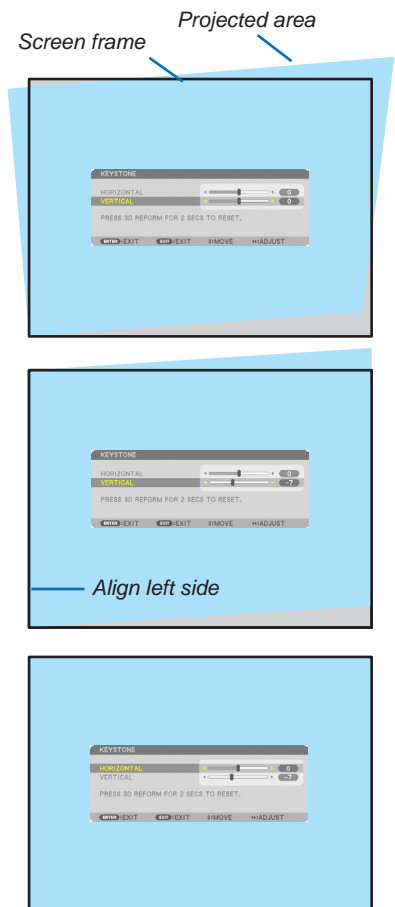 Projected area
Screen frame
KEYSTONE
HORIZONTAL 0
VERTICAL 0
PRESS 3D REFORM FOR 2 SECS TO RESET.
ENTER:EXIT EXIT:EXIT ↕:MOVE ↔:ADJUST
KEYSTONE
HORIZONTAL 0
VERTICAL -7
PRESS 3D REFORM FOR 2 SECS TO RESET.
ENTER:EXIT EXIT:EXIT ↕:MOVE ↔:ADJUST
Align left side
KEYSTONE
HORIZONTAL 0
VERTICAL -7
PRESS 3D REFORM FOR 2 SECS TO RESET.
ENTER:EXIT EXIT:EXIT ↕:MOVE ↔:ADJUST